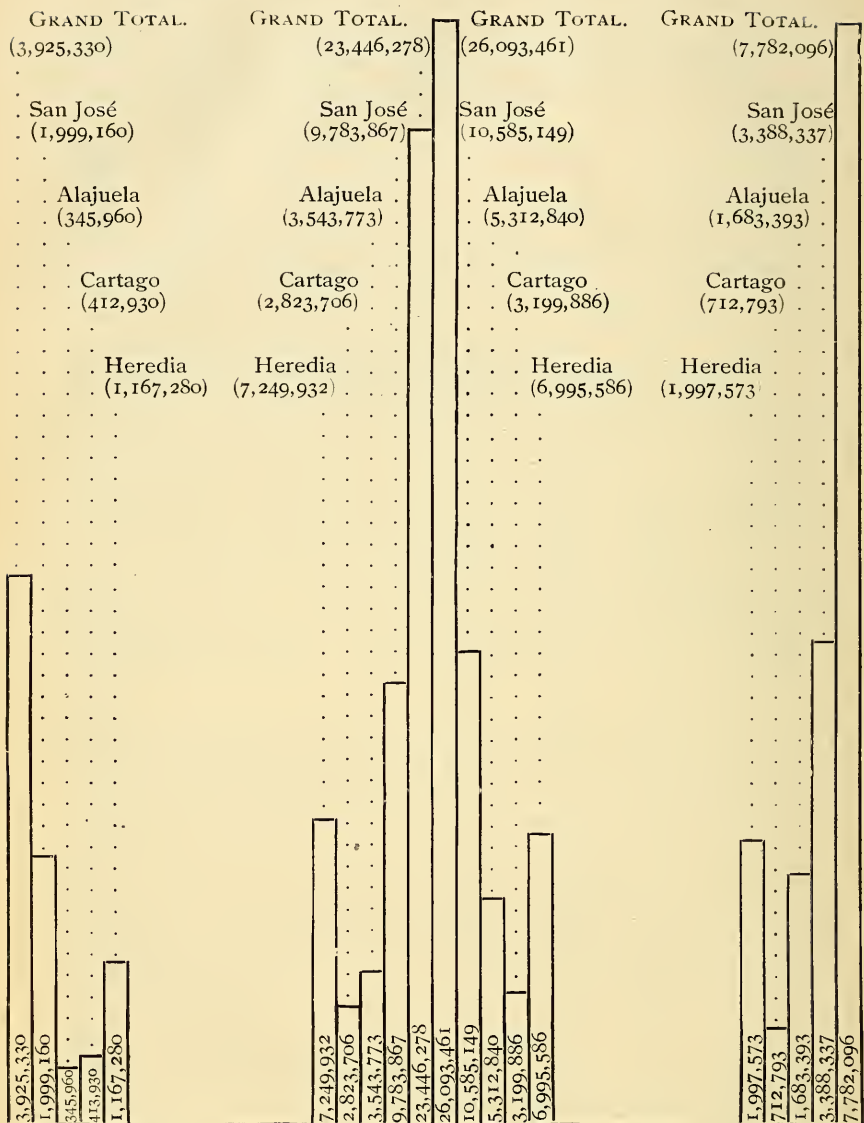 GRAND TOTAL. GRAND TOTAL. GRAND TOTAL. GRAND TOTAL.
(3,925,330) (23,446,278) (26,093,461) (7,782,096)
San José San José San José San José
(1,999,160) (9,783,867) (10,585,149) (3,388,337)
Alajuela Alajuela Alajuela Alajuela
(345,960) (3,543,773) (5,312,840) (1,683,393)
Cartago Cartago Cartago Cartago
(412,930) (2,823,706) (3,199,886) (712,793)
Heredia Heredia Heredia Heredia
(1,167,280) (7,249,932) (6,995,586) (1,997,573)
3,925,330
1,999,160
345,960
413,930
1,167,280
7,249,932
2,823,706
3,543,773
9,783,867
23,446,278
26,093,461
10,585,149
5,312,840
3,199,886
6,995,586
1,997,573
712,793
1,683,393
3,388,337
7,782,096